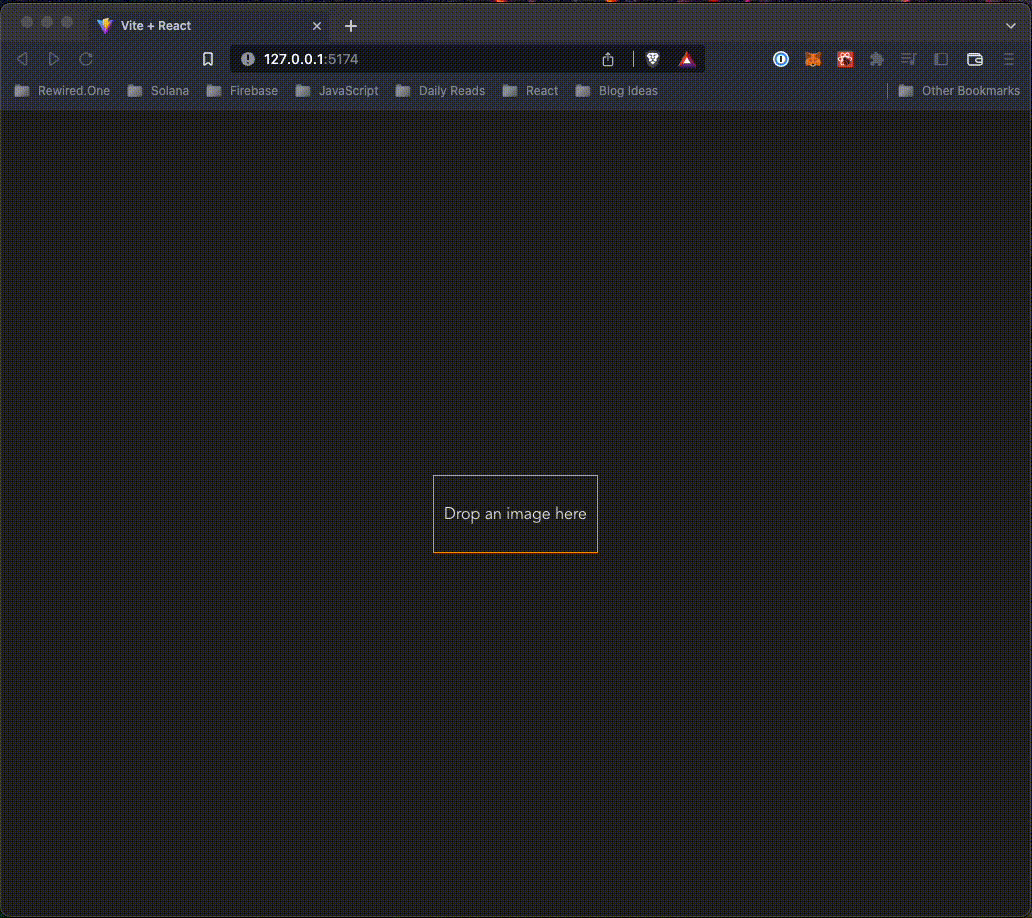 Vite + React
127.0.0.1:5174
Rewired.One Solana Firebase JavaScript Daily Reads React Blog Ideas Other Bookmarks
Drop an image here